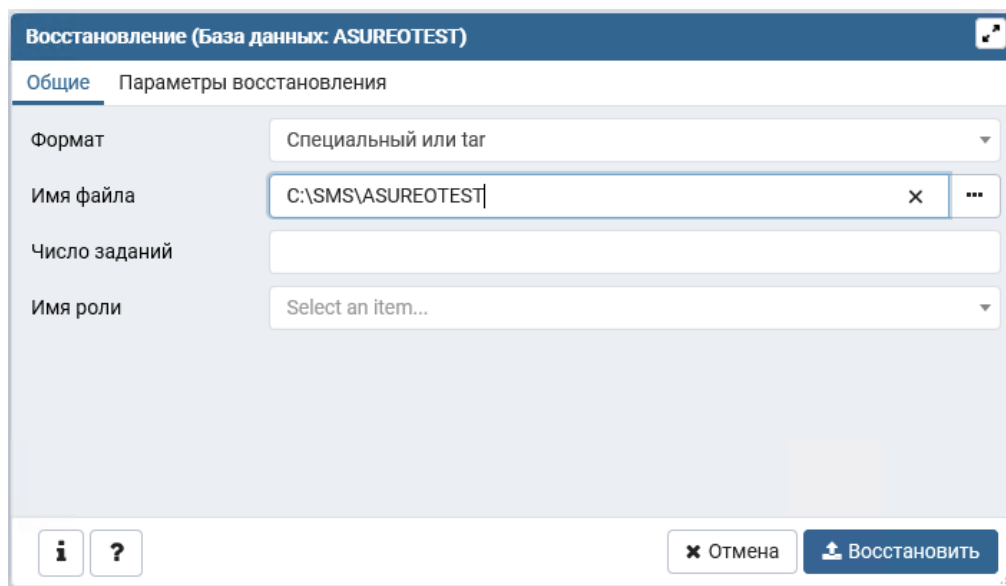 Восстановление (База данных: ASUREOTEST)
Общие Параметры восстановления
Формат Специальный или tar
Имя файла C:\SMS\ASUREOTEST
Число заданий
Имя роли Select an item...
Отмена Восстановить